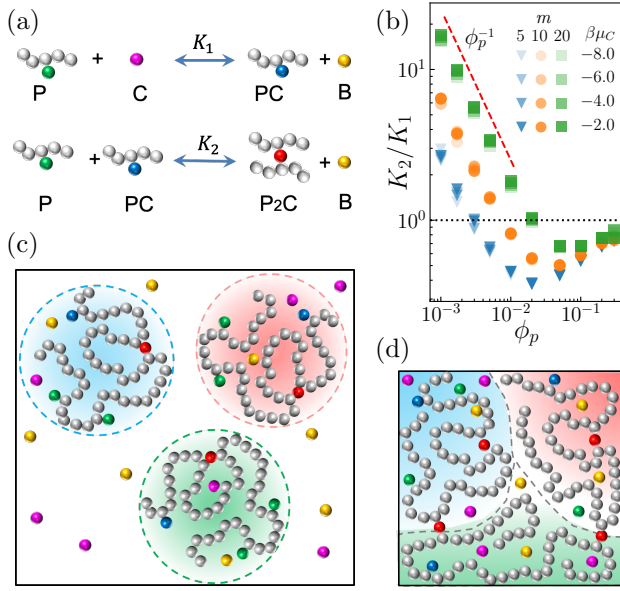 (a)
P + C K₁ PC + B
P + PC K₂ P₂C + B
(b)
K₂/K₁
10¹
10⁰
ϕₚ⁻¹
m βμ_C
5 10 20
−8.0
−6.0
−4.0
−2.0
10⁻³ 10⁻² 10⁻¹
ϕₚ
(c)
(d)